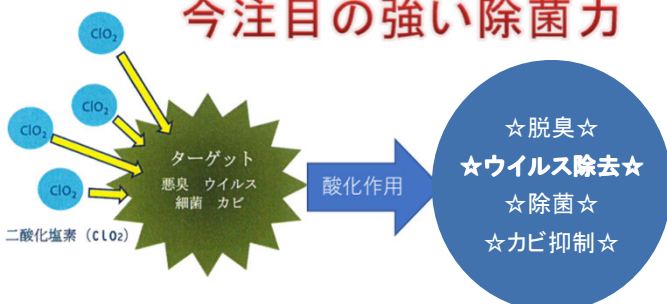 今注目の強い除菌力
ClO₂
ClO₂
ClO₂
ClO₂
二酸化塩素（ClO₂）
ターゲット
悪臭　ウイルス
細菌　カビ
酸化作用
☆脱臭☆
☆ウイルス除去☆
☆除菌☆
☆カビ抑制☆